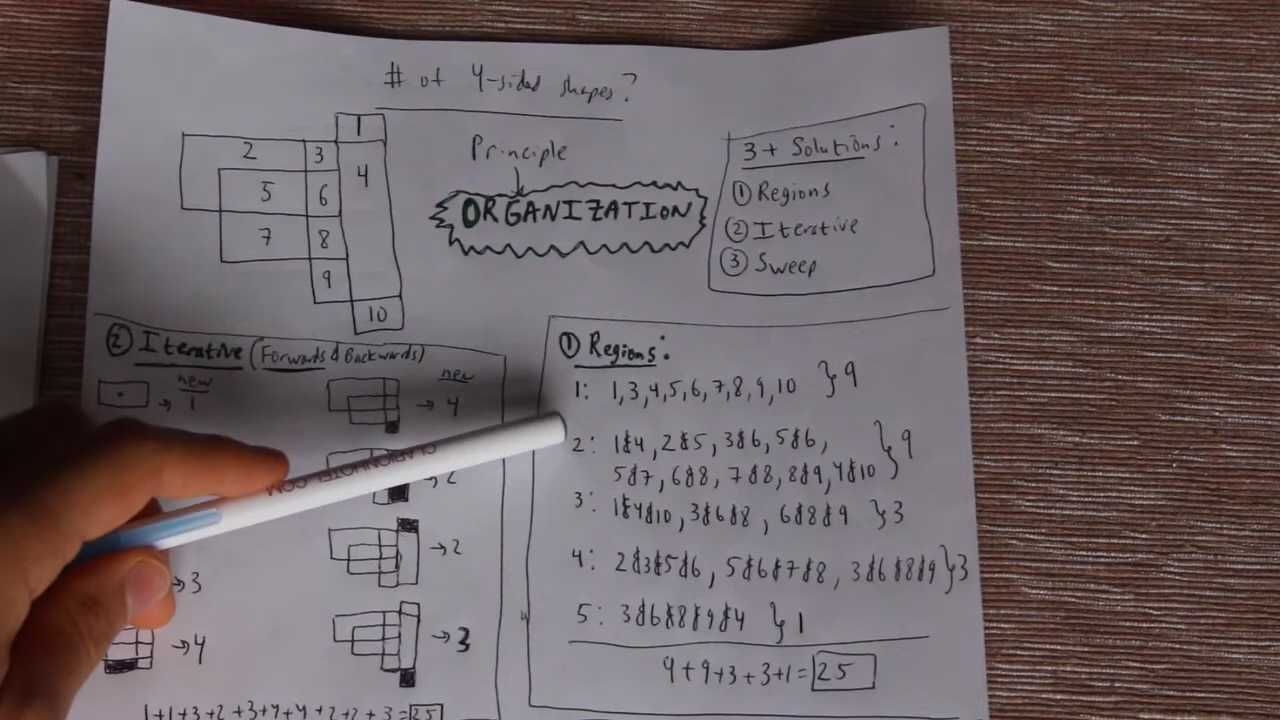 # of 4-sided shapes?
1
2 3
4
5 6
7 8
9
10
Principle
ORGANIZATION
3+ Solutions:
① Regions
② Iterative
③ Sweep
② Iterative (Forwards & Backwards)
new
→ 1
new
→ 4
→ 2
→ 2
→ 3
→ 3
→ 4
1+1+3+2+3+4+4+2+2+3=25
① Regions:
1: 1,3,4,5,6,7,8,9,10 } 9
2: 1&4, 2&5, 3&6, 5&6,
5&7, 6&8, 7&8, 8&9, 4&10 } 9
3: 1&4&10, 3&6&8, 6&8&9 } 3
4: 2&3&5&6, 5&6&7&8, 3&6&8&9 } 3
5: 3&6&8&9&4 } 1
9+9+3+3+1=25
CLARIONHOTEL.COM